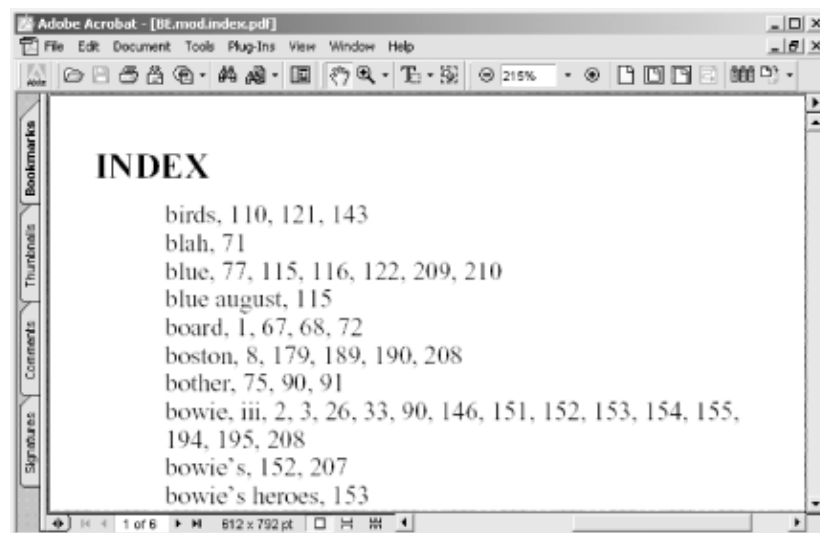 Adobe Acrobat - [BE.mod.index.pdf]
File Edit Document Tools Plug-Ins View Window Help
215%
Bookmarks
Thumbnails
Comments
Signatures
INDEX
birds, 110, 121, 143
blah, 71
blue, 77, 115, 116, 122, 209, 210
blue august, 115
board, 1, 67, 68, 72
boston, 8, 179, 189, 190, 208
bother, 75, 90, 91
bowie, iii, 2, 3, 26, 33, 90, 146, 151, 152, 153, 154, 155,
194, 195, 208
bowie's, 152, 207
bowie's heroes, 153
1 of 6 612 x 792 pt